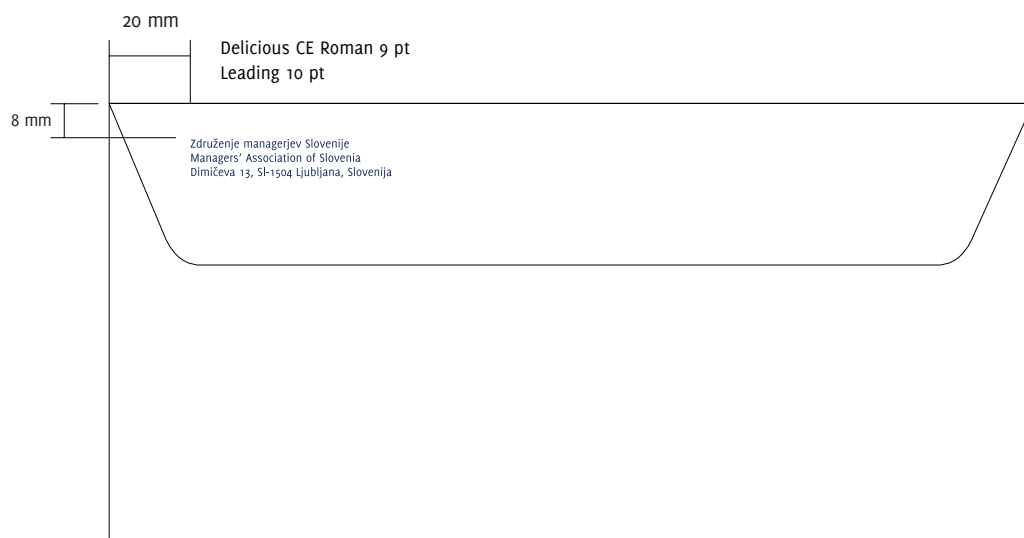 20 mm
Delicious CE Roman 9 pt
Leading 10 pt
8 mm
Združenje managerjev Slovenije
Managers’ Association of Slovenia
Dimičeva 13, SI-1504 Ljubljana, Slovenija